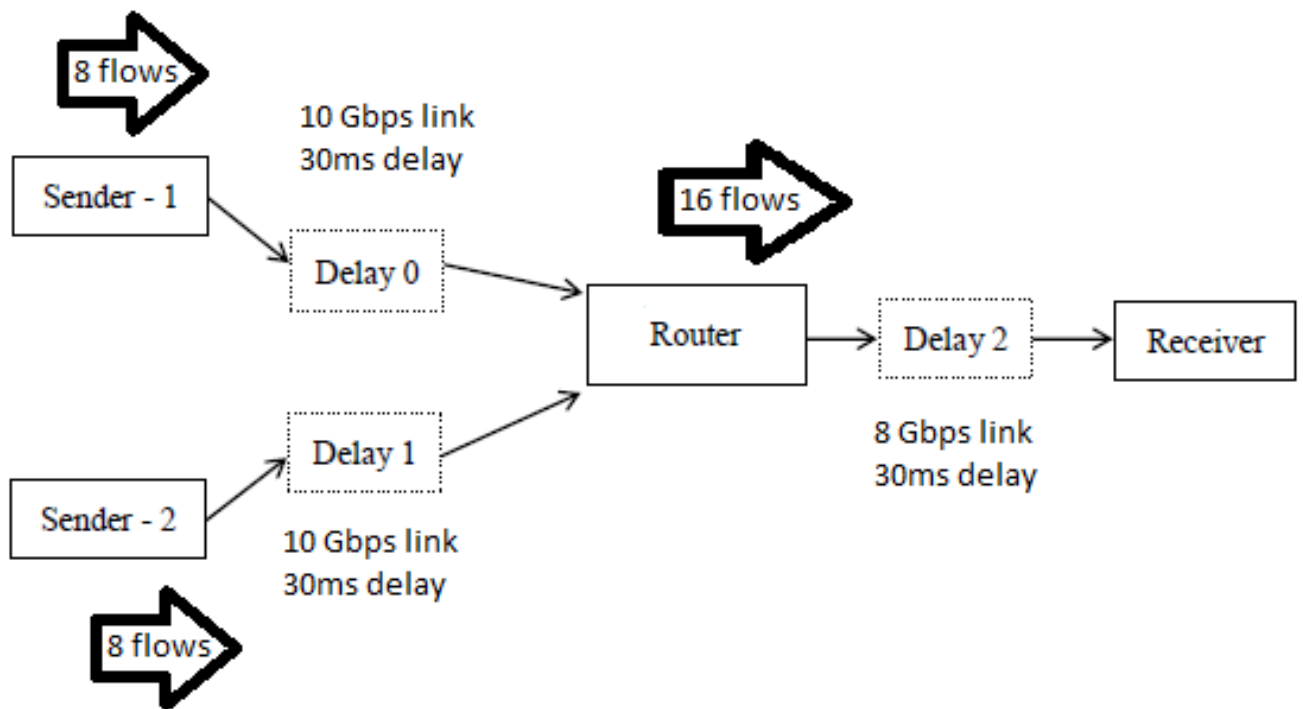 8 flows
10 Gbps link
30ms delay
Sender - 1
16 flows
Delay 0
Router
Delay 2
Receiver
8 Gbps link
30ms delay
Delay 1
Sender - 2
10 Gbps link
30ms delay
8 flows